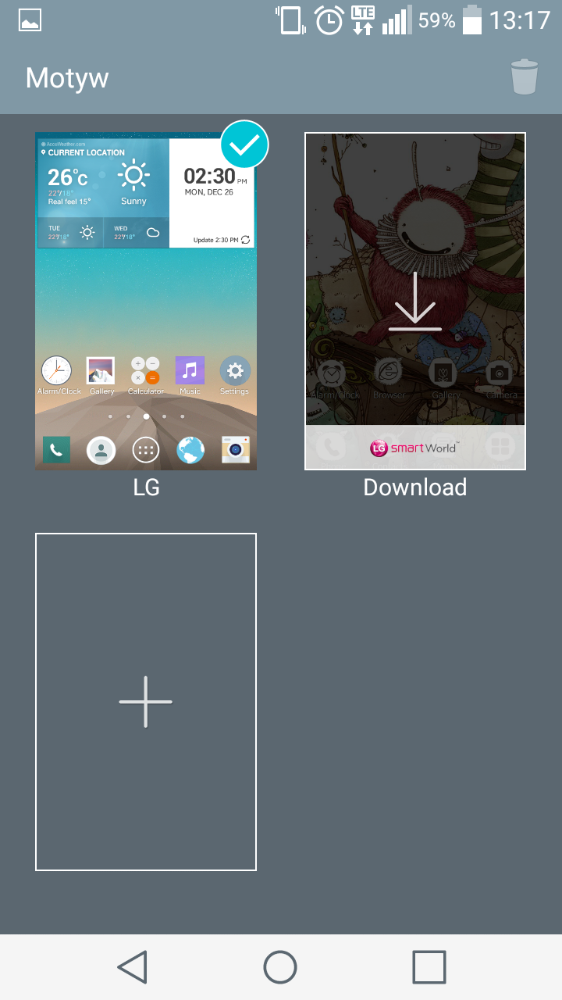 LTE 59% 13:17
Motyw
AccuWeather.com
CURRENT LOCATION
26°C
22°/18°
Real feel 15°
Sunny
02:30 PM
MON, DEC 26
TUE
22°/18°
WED
22°/18°
Update 2:30 PM
Alarm/Clock Gallery Calculator Music Settings
LG
Alarm/Clock Browser Gallery Camera
LG smartWorld™
Download